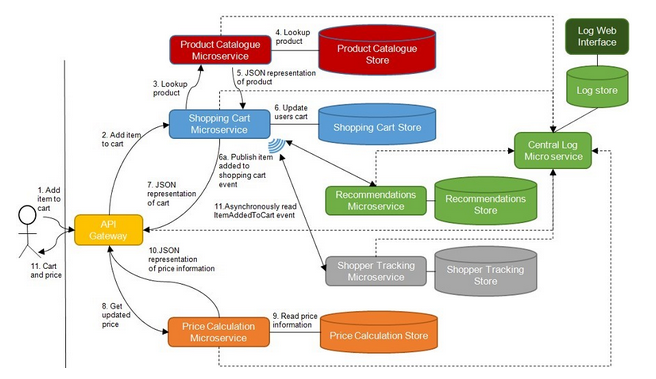 4. Lookup
product
Log Web
Interface
Product Catalogue
Microservice
Product Catalogue
Store
5. JSON representation
of product
3. Lookup
product
Log store
6. Update
users cart
Shopping Cart
Microservice
Shopping Cart Store
2. Add item
to cart
Central Log
Microservice
6a. Publish item
added to
shopping cart
event
7. JSON
representation
of cart
1. Add
item to
cart
11.Asynchronously read
ItemAddedToCart event
Recommendations
Microservice
Recommendations
Store
API
Gateway
10.JSON
representation
of price information
11. Cart
and price
Shopper Tracking
Microservice
Shopper Tracking
Store
8. Get
updated
price
9. Read price
information
Price Calculation
Microservice
Price Calculation Store